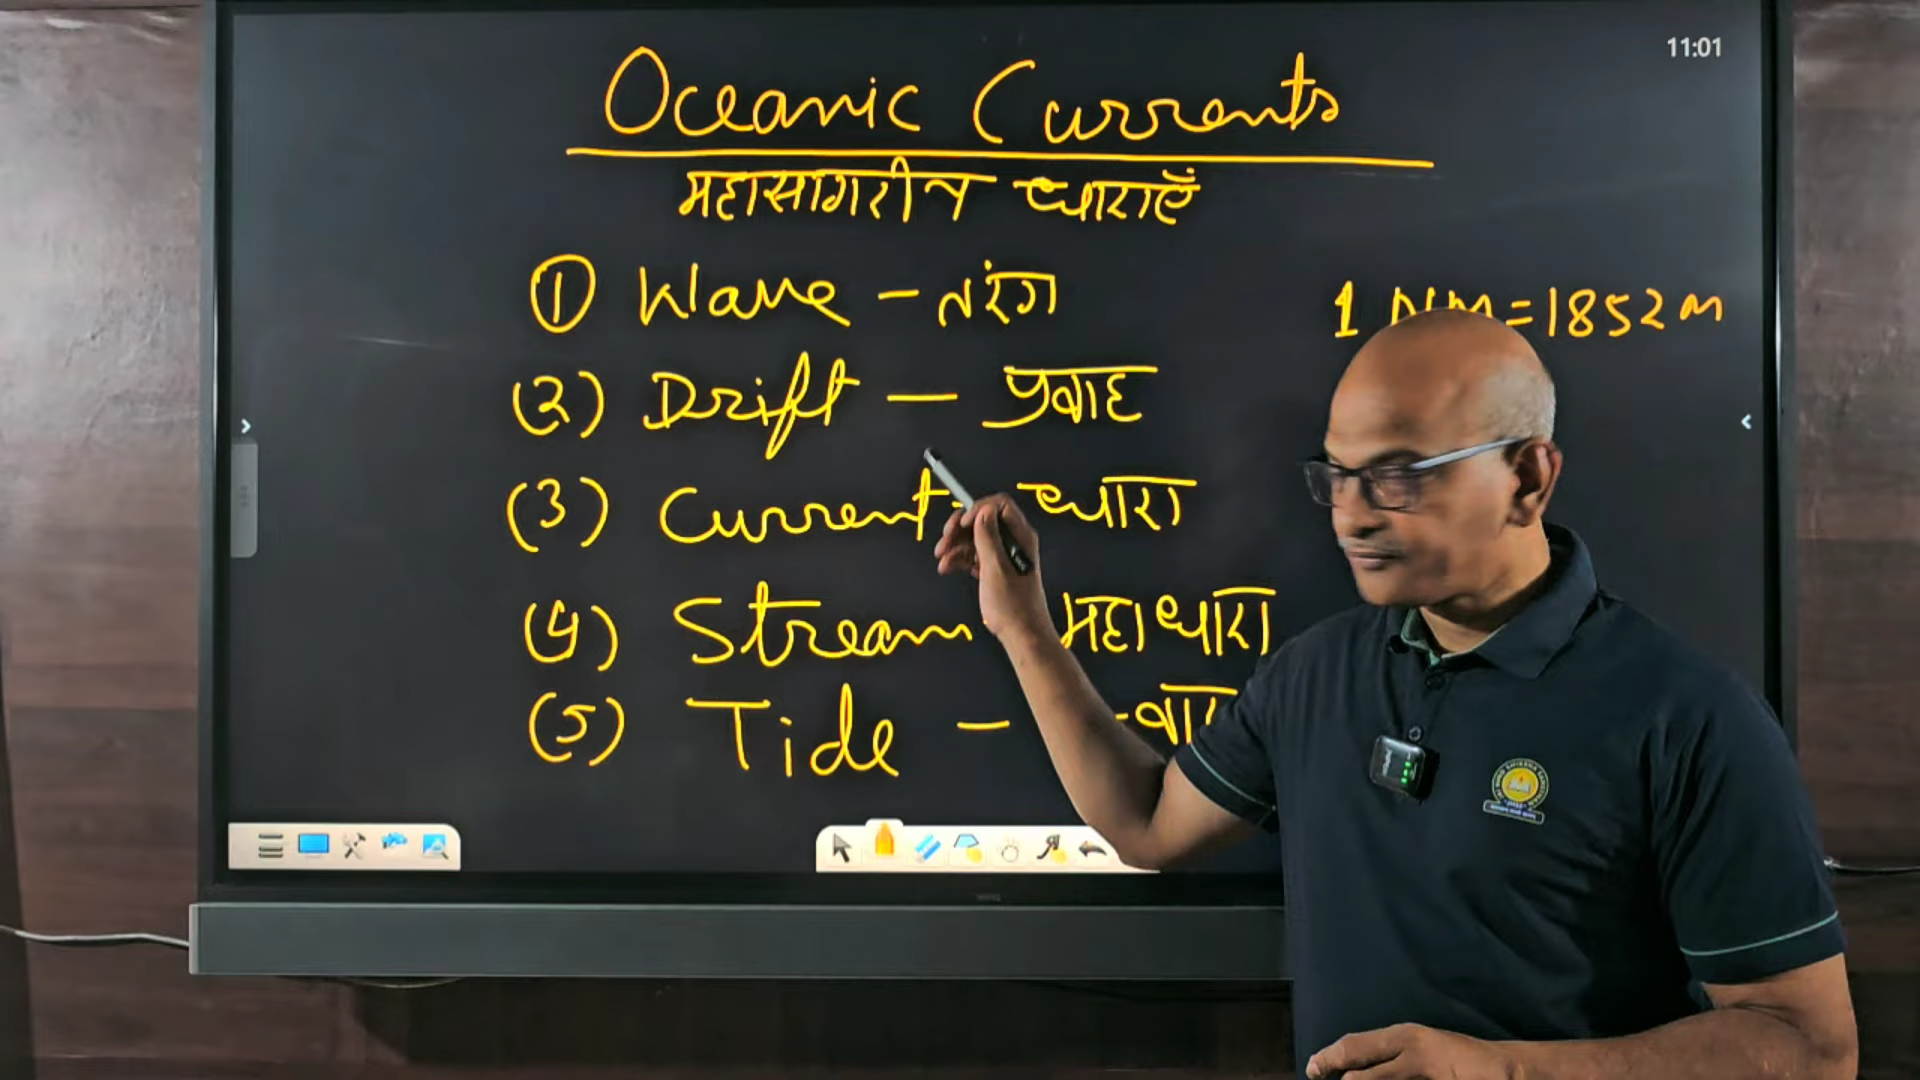 11:01
Oceanic Currents
महासागरीय धाराएँ
① Wave - तरंग
1 NM = 1852 m
(2) Drift — प्रवाह
(3) Current - धारा
(4) Stream महाधारा
(5) Tide -